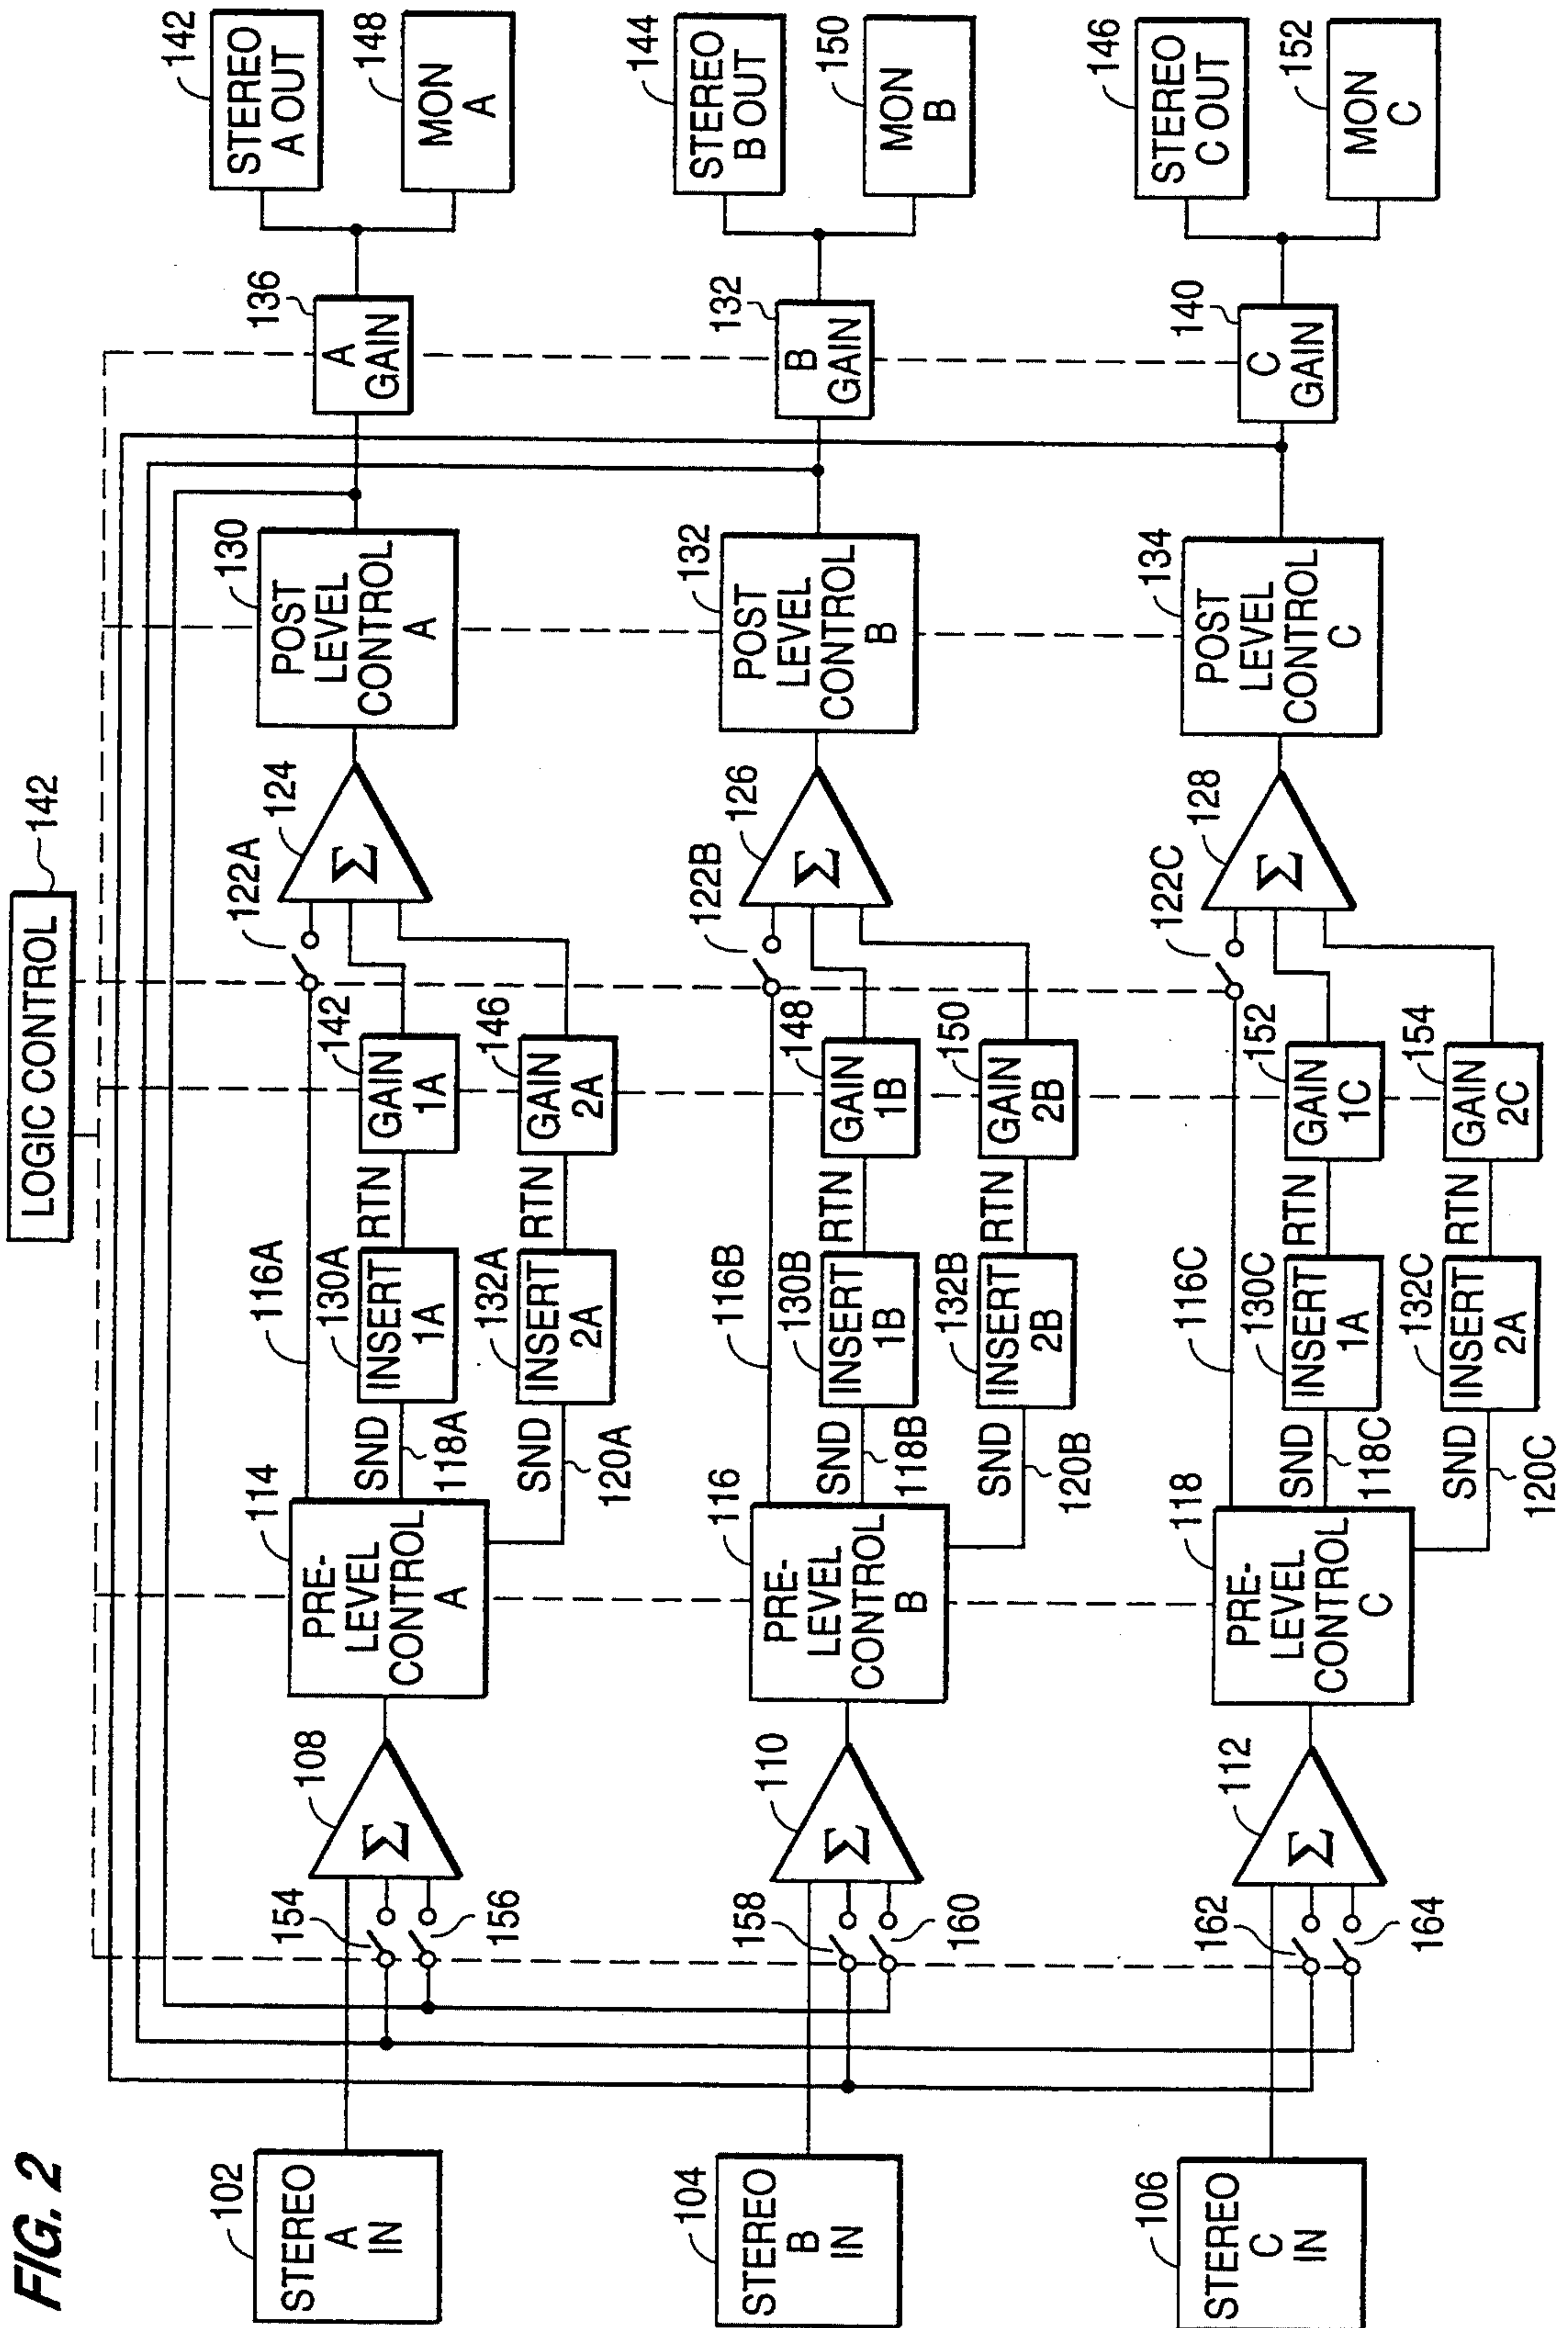 FIG. 2
LOGIC CONTROL
142
102
STEREO
A
IN
154
156
108
Σ
114
PRE-
LEVEL
CONTROL
A
116A
SND
118A
130A
INSERT
1A
RTN
142
GAIN
1A
SND
120A
132A
INSERT
2A
RTN
146
GAIN
2A
122A
124
Σ
130
POST
LEVEL
CONTROL
A
136
A
GAIN
142
STEREO
A OUT
148
MON
A
104
STEREO
B
IN
158
160
110
Σ
116
PRE-
LEVEL
CONTROL
B
116B
SND
118B
130B
INSERT
1B
RTN
148
GAIN
1B
SND
120B
132B
INSERT
2B
RTN
150
GAIN
2B
122B
126
Σ
132
POST
LEVEL
CONTROL
B
132
B
GAIN
144
STEREO
B OUT
150
MON
B
106
STEREO
C
IN
162
164
112
Σ
118
PRE-
LEVEL
CONTROL
C
116C
SND
118C
130C
INSERT
1A
RTN
152
GAIN
1C
SND
120C
132C
INSERT
2A
RTN
154
GAIN
2C
122C
128
Σ
134
POST
LEVEL
CONTROL
C
140
C
GAIN
146
STEREO
C OUT
152
MON
C